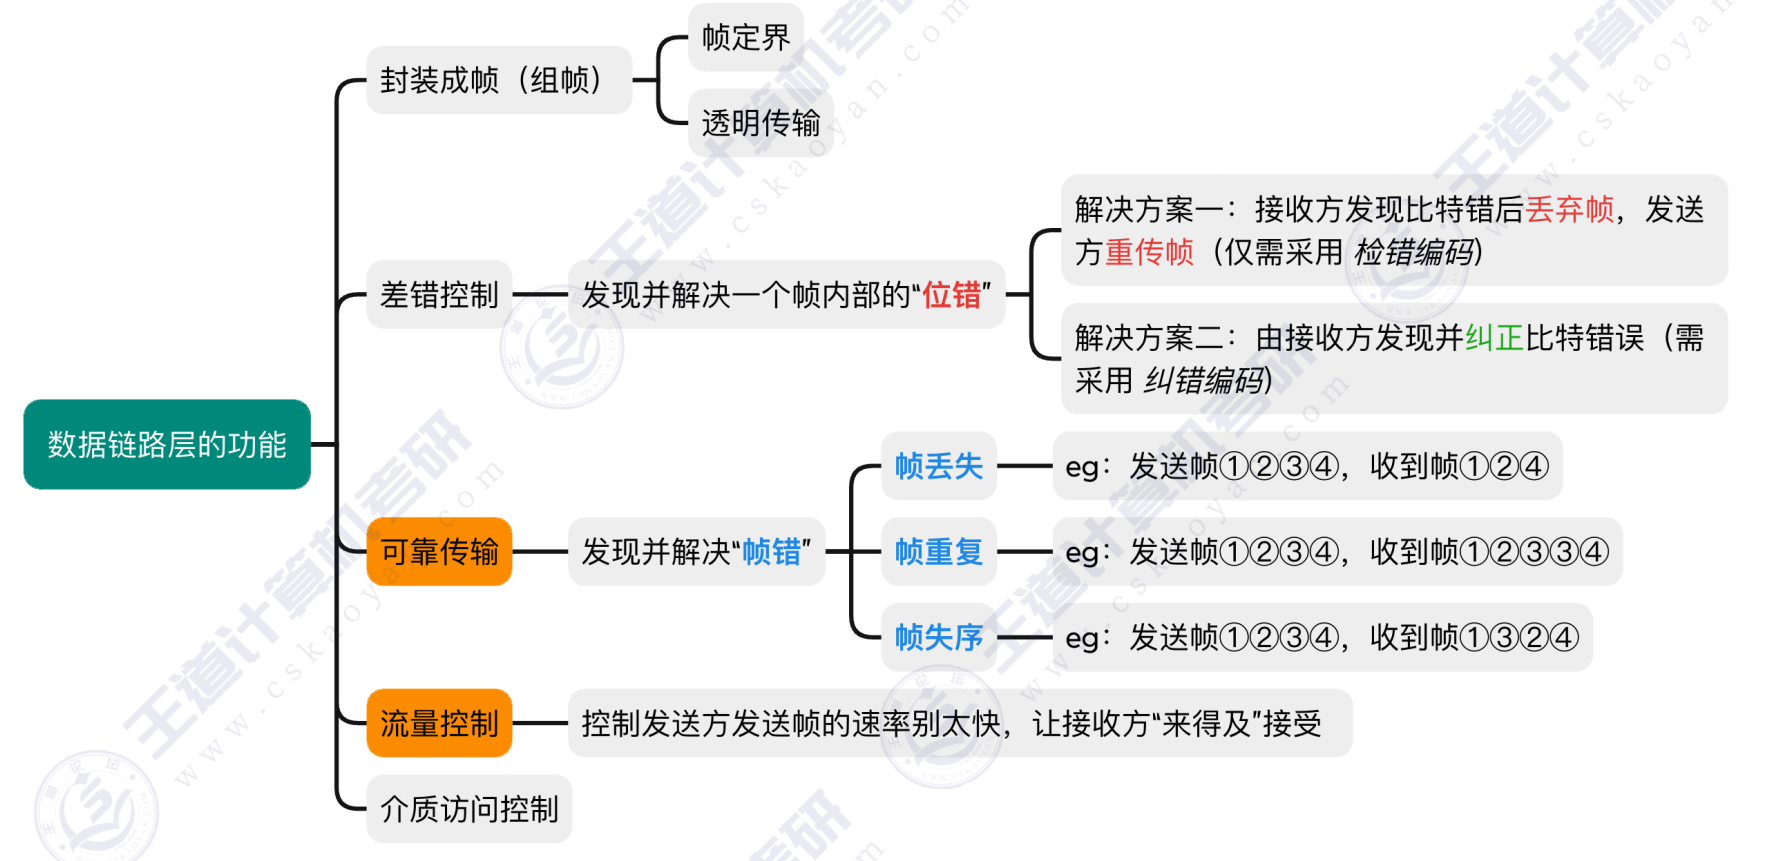 帧定界
封装成帧（组帧）
透明传输
解决方案一：接收方发现比特错后丢弃帧，发送
方重传帧（仅需采用 检错编码）
差错控制
发现并解决一个帧内部的“位错”
解决方案二：由接收方发现并纠正比特错误（需
采用 纠错编码）
数据链路层的功能
帧丢失
eg：发送帧①②③④，收到帧①②④
可靠传输
发现并解决“帧错”
帧重复
eg：发送帧①②③④，收到帧①②③③④
帧失序
eg：发送帧①②③④，收到帧①③②④
流量控制
控制发送方发送帧的速率别太快，让接收方“来得及”接受
介质访问控制
王道计算机考研
www.cskaoyan.com